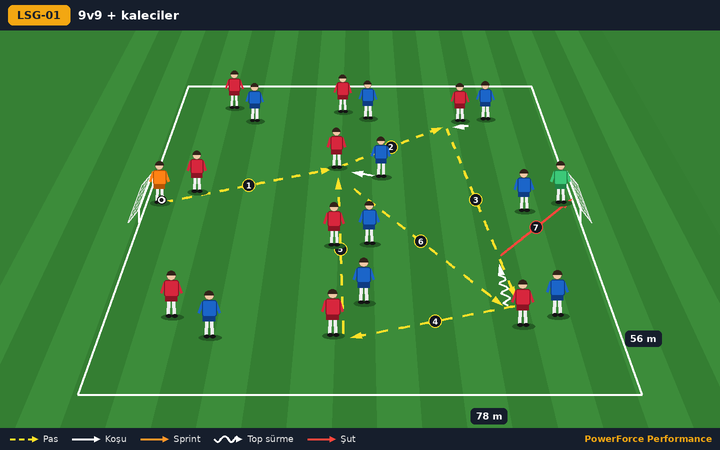 LSG-01 9v9 + kaleciler
2
1
3
7
6
5
4
56 m
78 m
Pas Koşu Sprint Top sürme Şut PowerForce Performance